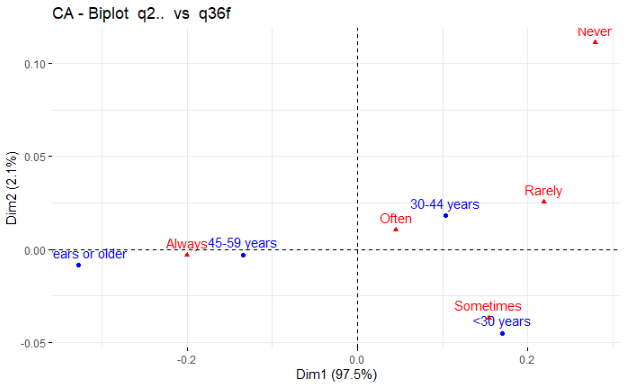 CA - Biplot q2.. vs q36f
Never
0.10
0.05
Rarely
30-44 years
Often
Always
45-59 years
ears or older
0.00
Sometimes
<30 years
-0.05
-0.2
0.0
0.2
Dim1 (97.5%)
Dim2 (2.1%)